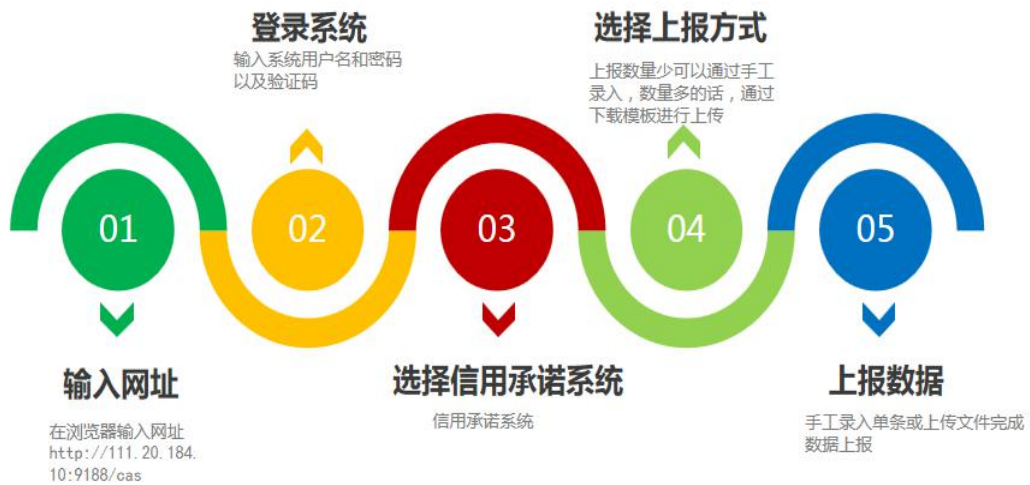 登录系统
输入系统用户名和密码
以及验证码
选择上报方式
上报数量少可以通过手工
录入，数量多的话，通过
下载模板进行上传
01
02
03
04
05
输入网址
在浏览器输入网址
http://111.20.184.
10:9188/cas
选择信用承诺系统
信用承诺系统
上报数据
手工录入单条或上传文件完成
数据上报